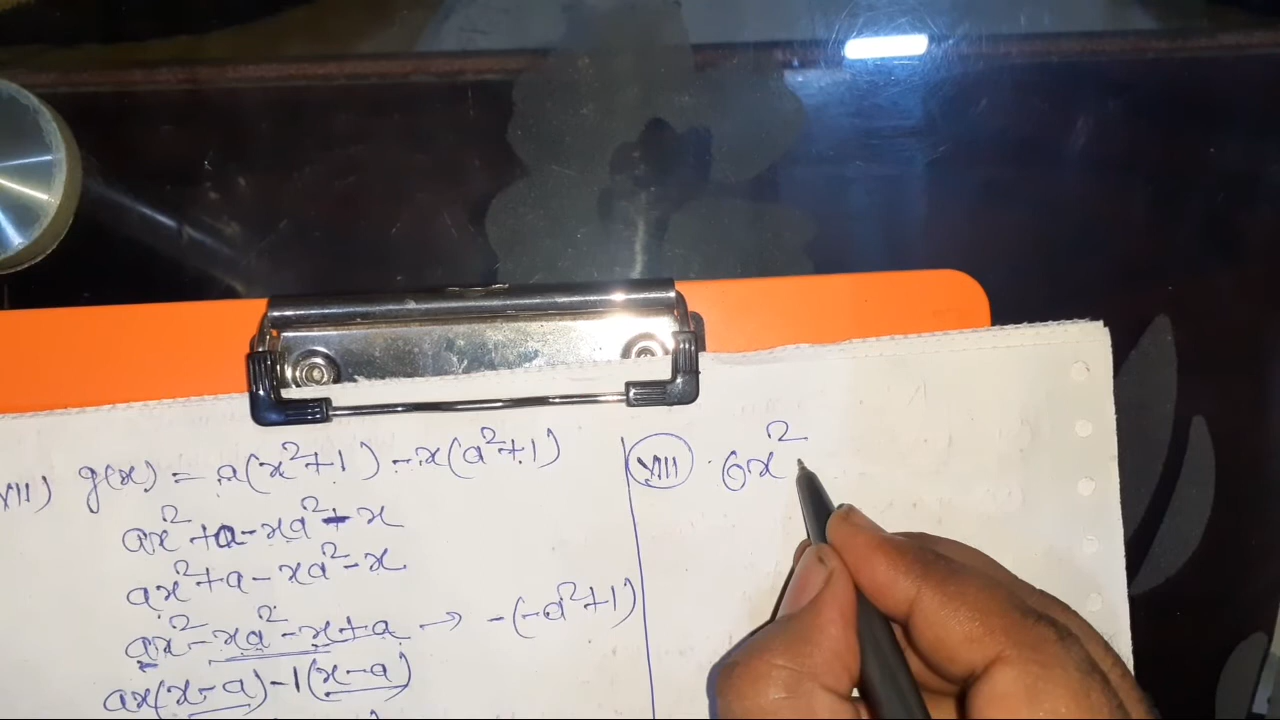 VII) g(x) = a(x²+1) - x(a²+1)
ax²+a-xa²-x
ax²+a-xa²-x
ax²-xa²-x+a → -(-a²+1)
ax(x-a)-1(x-a)
VIII 6x²